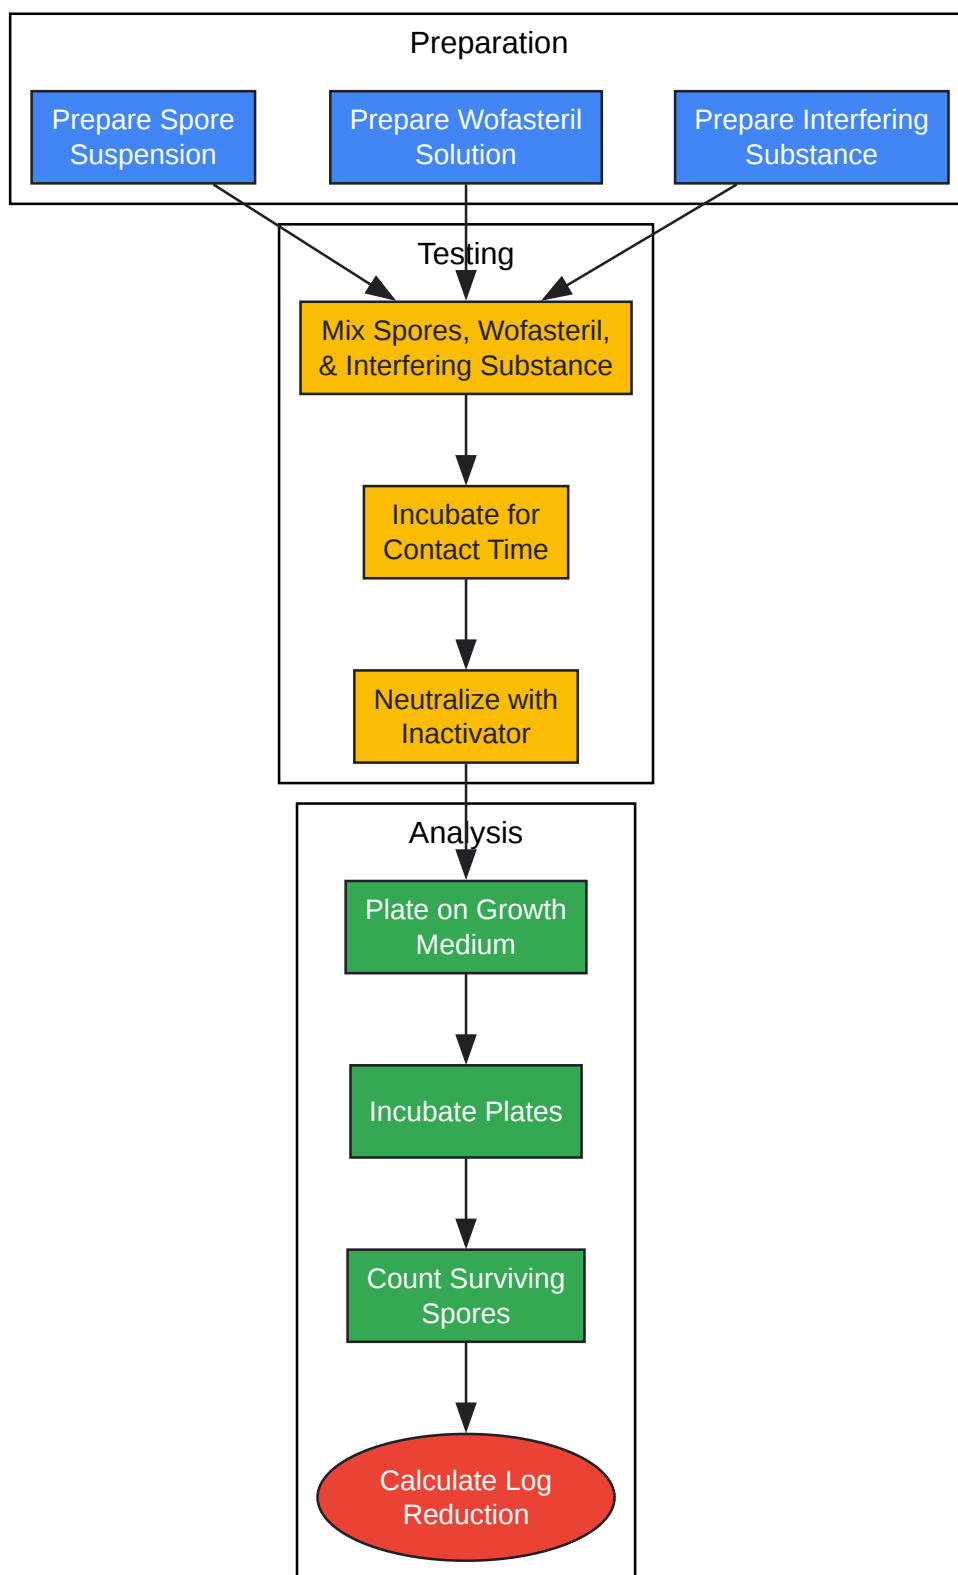 Preparation
Prepare Spore
Suspension
Prepare Wofasteril
Solution
Prepare Interfering
Substance
Testing
Mix Spores, Wofasteril,
& Interfering Substance
Incubate for
Contact Time
Neutralize with
Inactivator
Analysis
Plate on Growth
Medium
Incubate Plates
Count Surviving
Spores
Calculate Log
Reduction